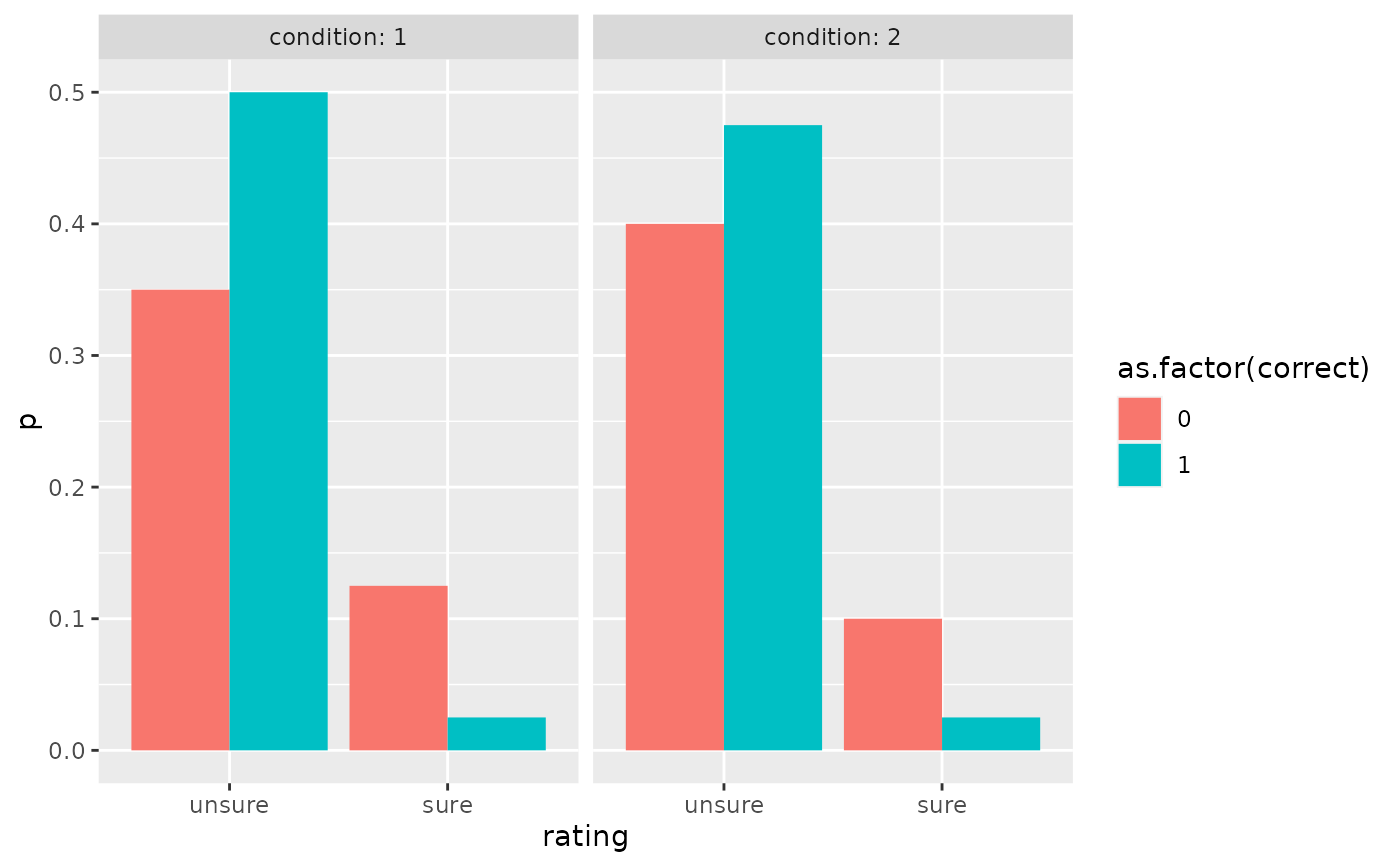 condition: 1
condition: 2
0.5
0.4
0.3
0.2
0.1
0.0
p
unsure
sure
unsure
sure
rating
as.factor(correct)
0
1